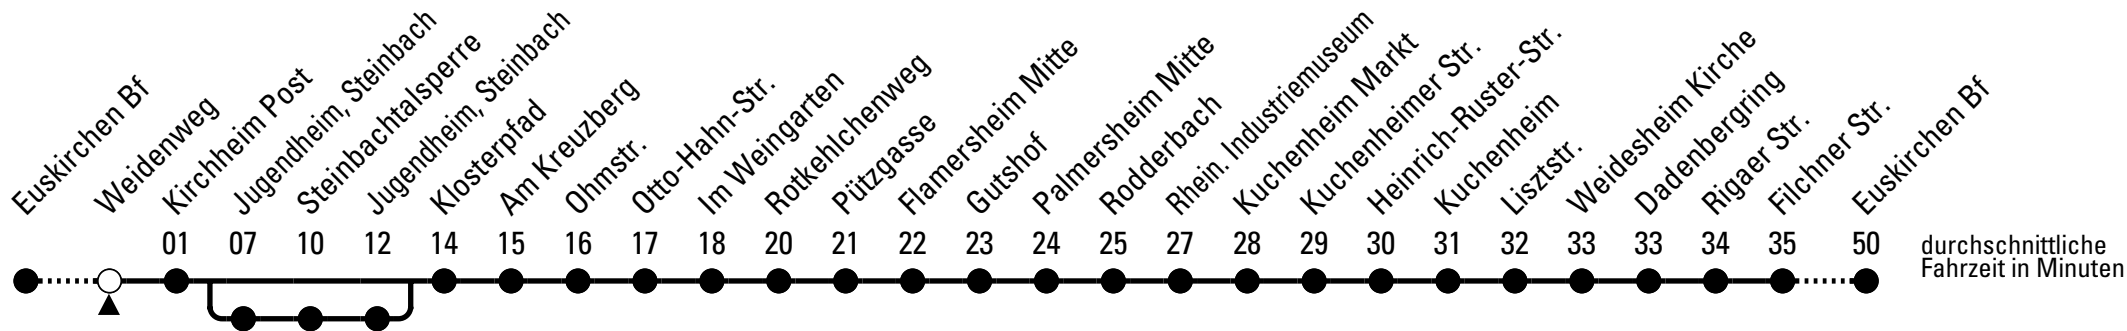 Euskirchen Bf
Weidenweg
Kirchheim Post
Jugendheim, Steinbach
Steinbachtalsperre
Jugendheim, Steinbach
Klosterpfad
Am Kreuzberg
Ohmstr.
Otto-Hahn-Str.
Im Weingarten
Rotkehlchenweg
Pützgasse
Flamersheim Mitte
Gutshof
Palmersheim Mitte
Rodderbach
Rhein. Industriemuseum
Kuchenheim Markt
Kuchenheimer Str.
Heinrich-Ruster-Str.
Kuchenheim
Lisztstr.
Weidesheim Kirche
Dadenbergring
Rigaer Str.
Filchner Str.
Euskirchen Bf
01 07 10 12 14 15 16 17 18 20 21 22 23 24 25 27 28 29 30 31 32 33 33 34 35 50
durchschnittliche
Fahrzeit in Minuten